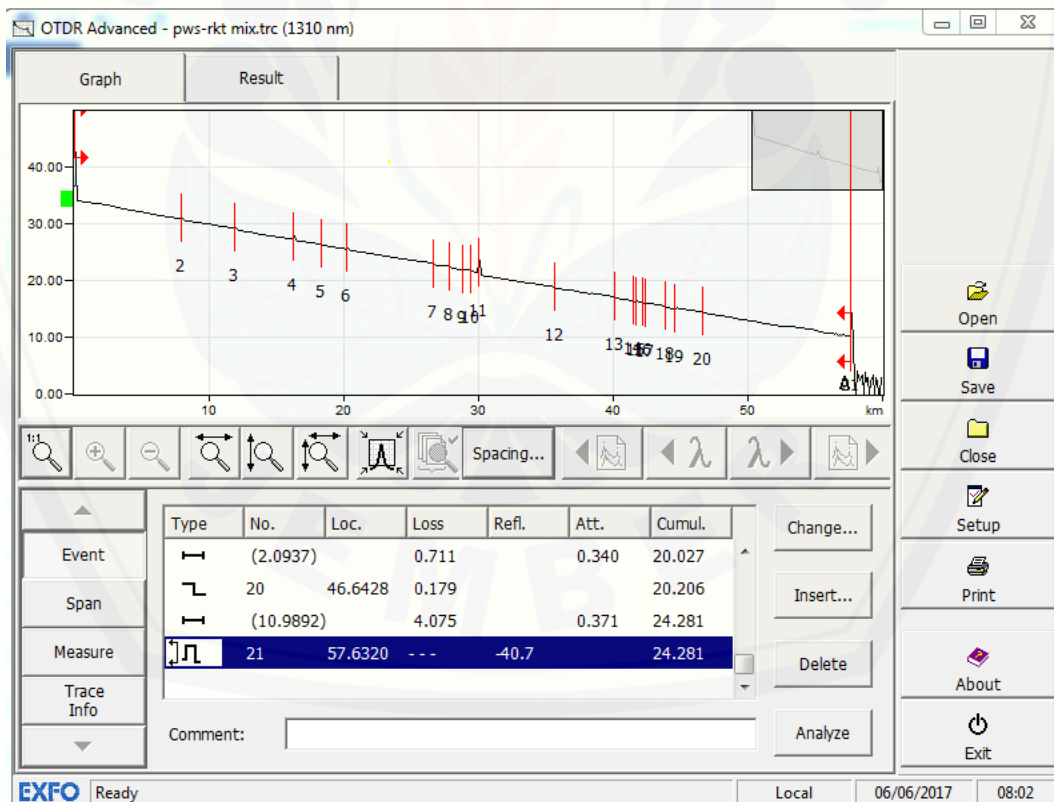 OTDR Advanced - pws-rkt mix.trc (1310 nm)
Graph Result
40.00
30.00
20.00
10.00
0.00
2 3 4 5 6 7 8 9 10 11 12 13 18 19 20
A
10 20 30 40 50 km
1:1 Spacing... λ λ
Open
Save
Close
Setup
Print
About
Exit
Event
Span
Measure
Trace
Info
Type No. Loc. Loss Refl. Att. Cumul.
(2.0937) 0.711 0.340 20.027
20 46.6428 0.179 20.206
(10.9892) 4.075 0.371 24.281
21 57.6320 - - - -40.7 24.281
Comment:
Change...
Insert...
Delete
Analyze
EXFO Ready Local 06/06/2017 08:02